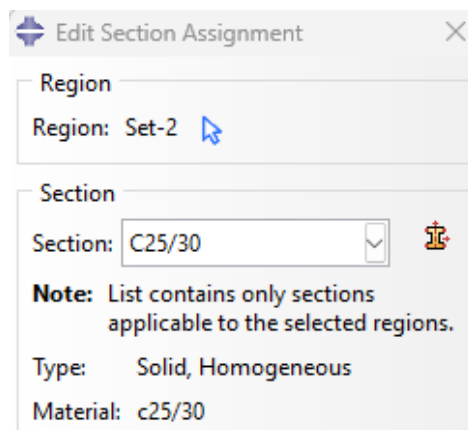 Edit Section Assignment
Region
Region: Set-2
Section
Section: C25/30
Note: List contains only sections
applicable to the selected regions.
Type: Solid, Homogeneous
Material: c25/30